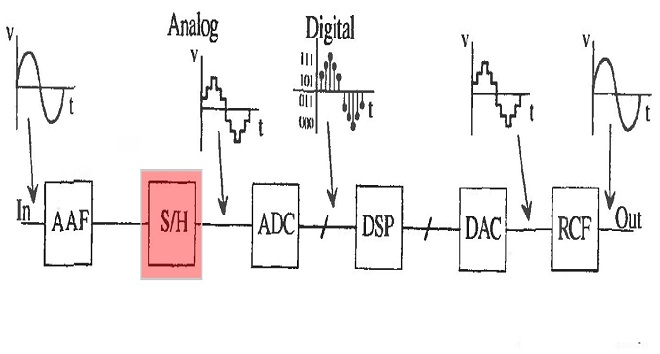 Analog
Digital
V
t
V
t
111
101
011
000
t
V
t
V
t
In
AAF
S/H
ADC
DSP
DAC
RCF
Out